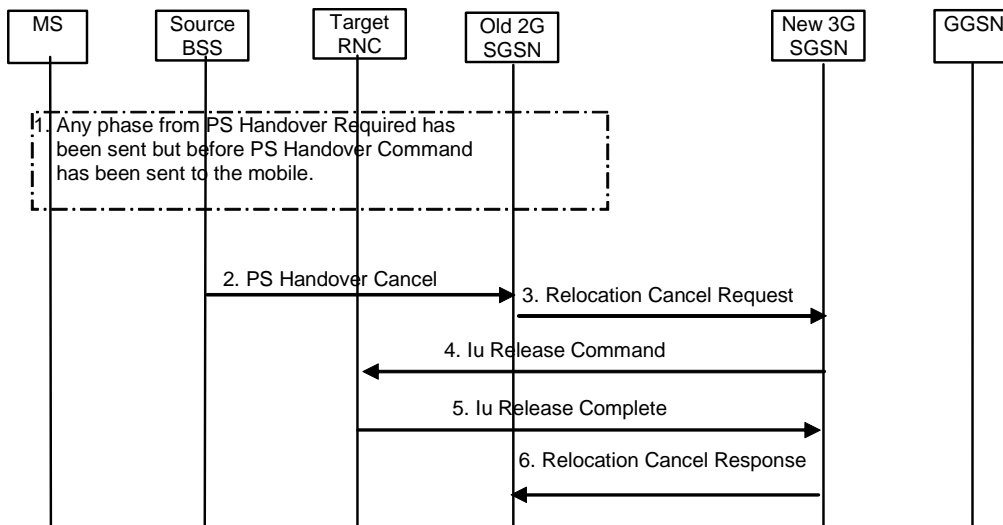 MS
Source
BSS
Target
RNC
Old 2G
SGSN
New 3G
SGSN
GGSN
1. Any phase from PS Handover Required has
been sent but before PS Handover Command
has been sent to the mobile.
2. PS Handover Cancel
3. Relocation Cancel Request
4. Iu Release Command
5. Iu Release Complete
6. Relocation Cancel Response